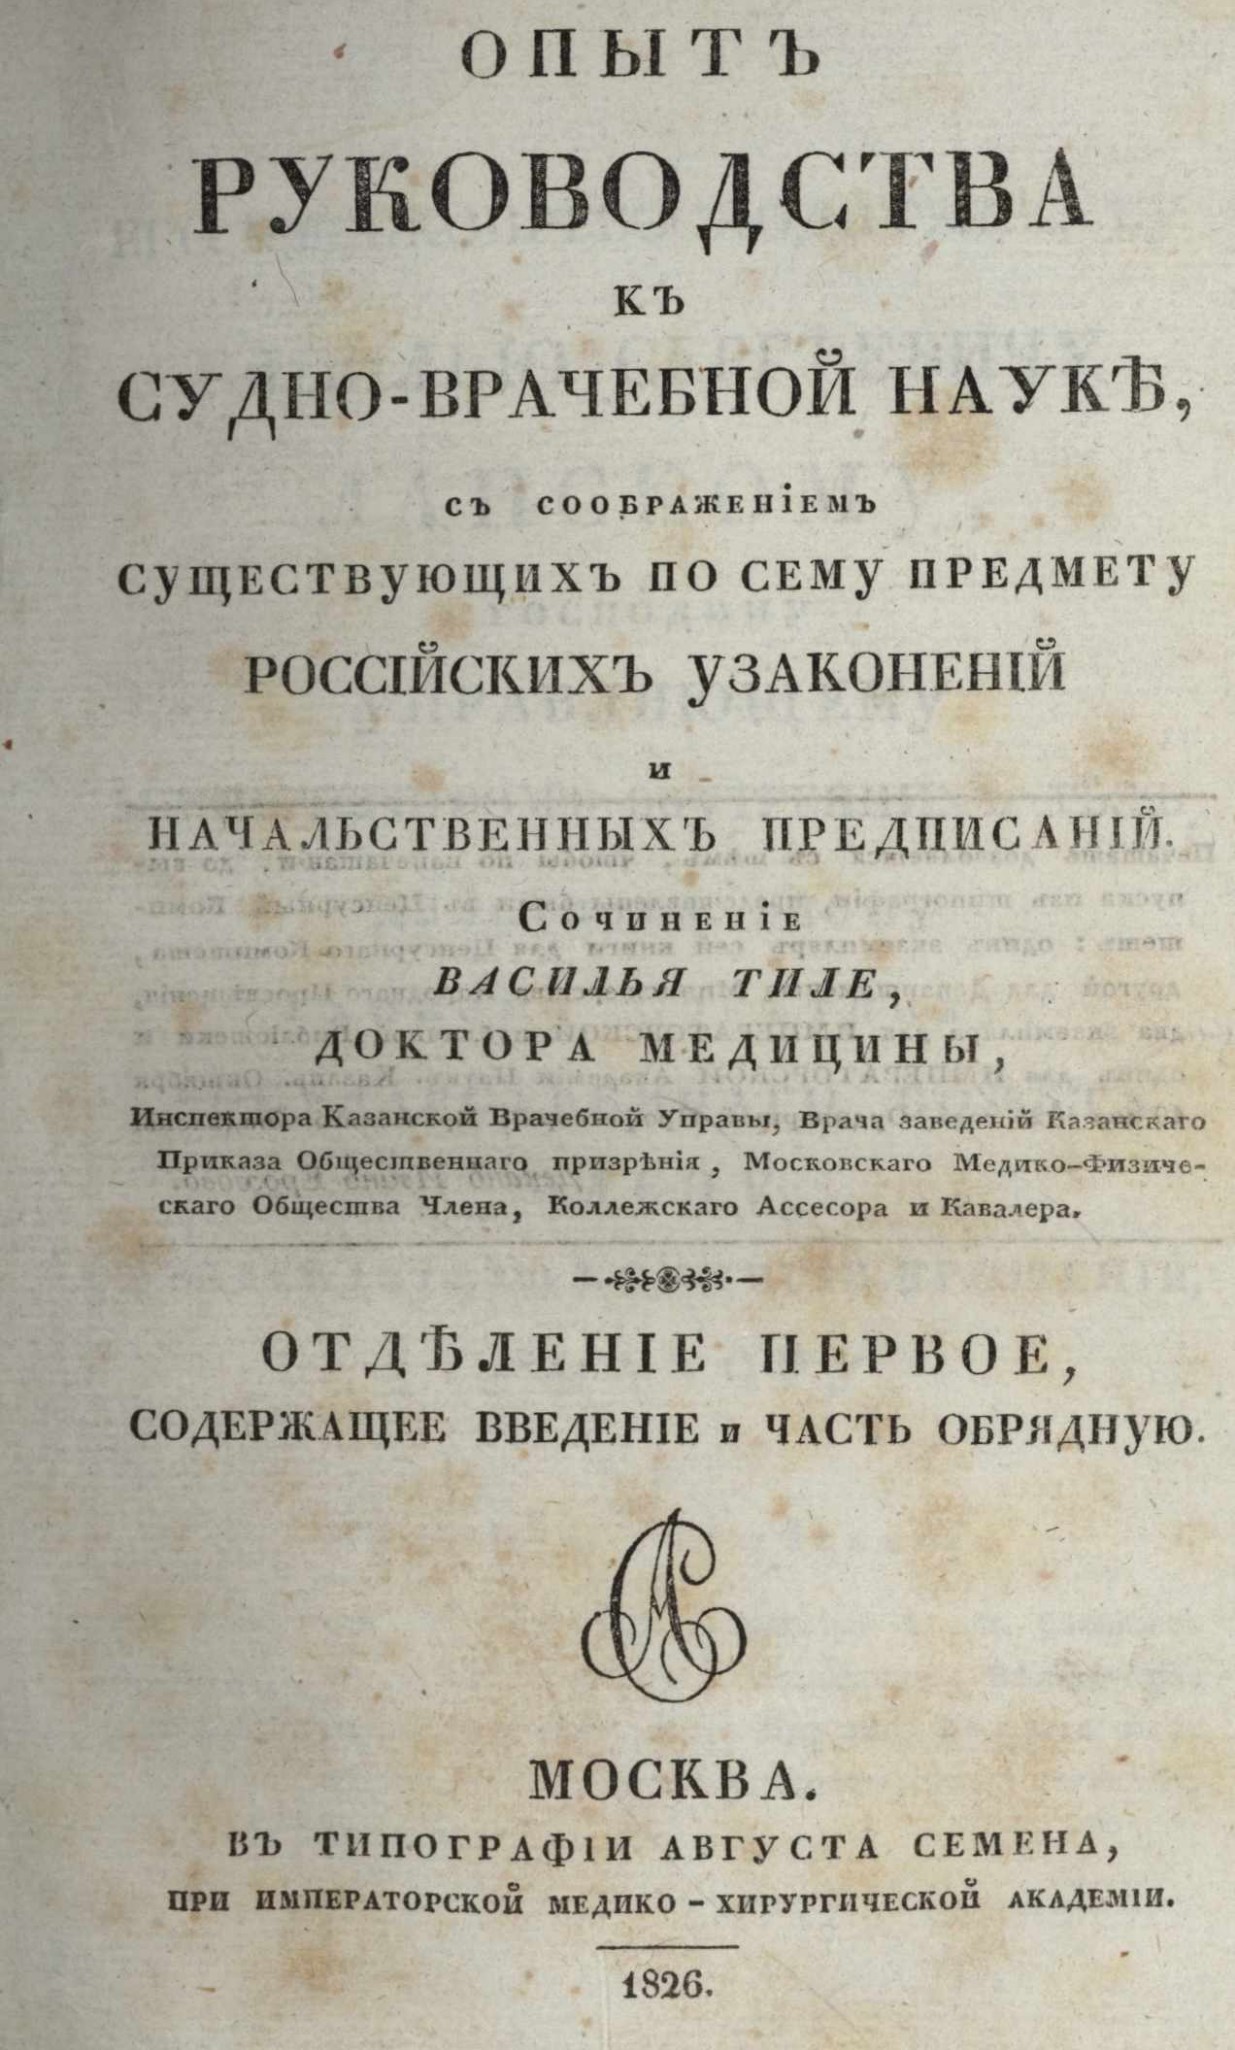 ОПЫТЪ
РУКОВОДСТВА
КЪ
СУДНО-ВРАЧЕБНОЙ НАУКѢ,
СЪ СООБРАЖЕНІЕМЪ
СУЩЕСТВУЮЩИХЪ ПО СЕМУ ПРЕДМЕТУ
РОССІЙСКИХЪ УЗАКОНЕНІЙ
И
НАЧАЛЬСТВЕННЫХЪ ПРЕДПИСАНІЙ.
Сочиненіе
ВАСИЛЬЯ ТИЛЕ,
ДОКТОРА МЕДИЦИНЫ,
Инспектора Казанской Врачебной Управы, Врача заведеній Казанскаго
Приказа Общественнаго призрѣнія, Московскаго Медико-Физиче-
скаго Общества Члена, Коллежскаго Ассесора и Кавалера.
ОТДѢЛЕНІЕ ПЕРВОЕ,
СОДЕРЖАЩЕЕ ВВЕДЕНІЕ и ЧАСТЬ ОБРЯДНУЮ.
МОСКВА.
ВЪ ТИПОГРАФІИ АВГУСТА СЕМЕНА,
ПРИ ИМПЕРАТОРСКОЙ МЕДИКО-ХИРУРГИЧЕСКОЙ АКАДЕМІИ.
1826.